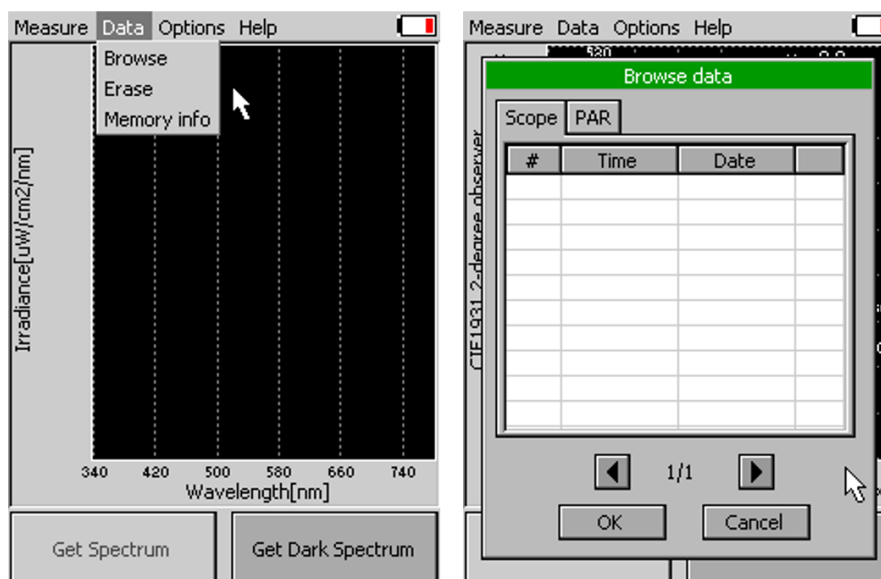 Measure Data Options Help
Browse
Erase
Memory info
Irradiance[uW/cm2/nm]
340 420 500 580 660 740
Wavelength[nm]
Get Spectrum
Get Dark Spectrum
Measure Data Options Help
CIE1931 2-degree observer
Browse data
Scope PAR
# Time Date
1/1
OK Cancel